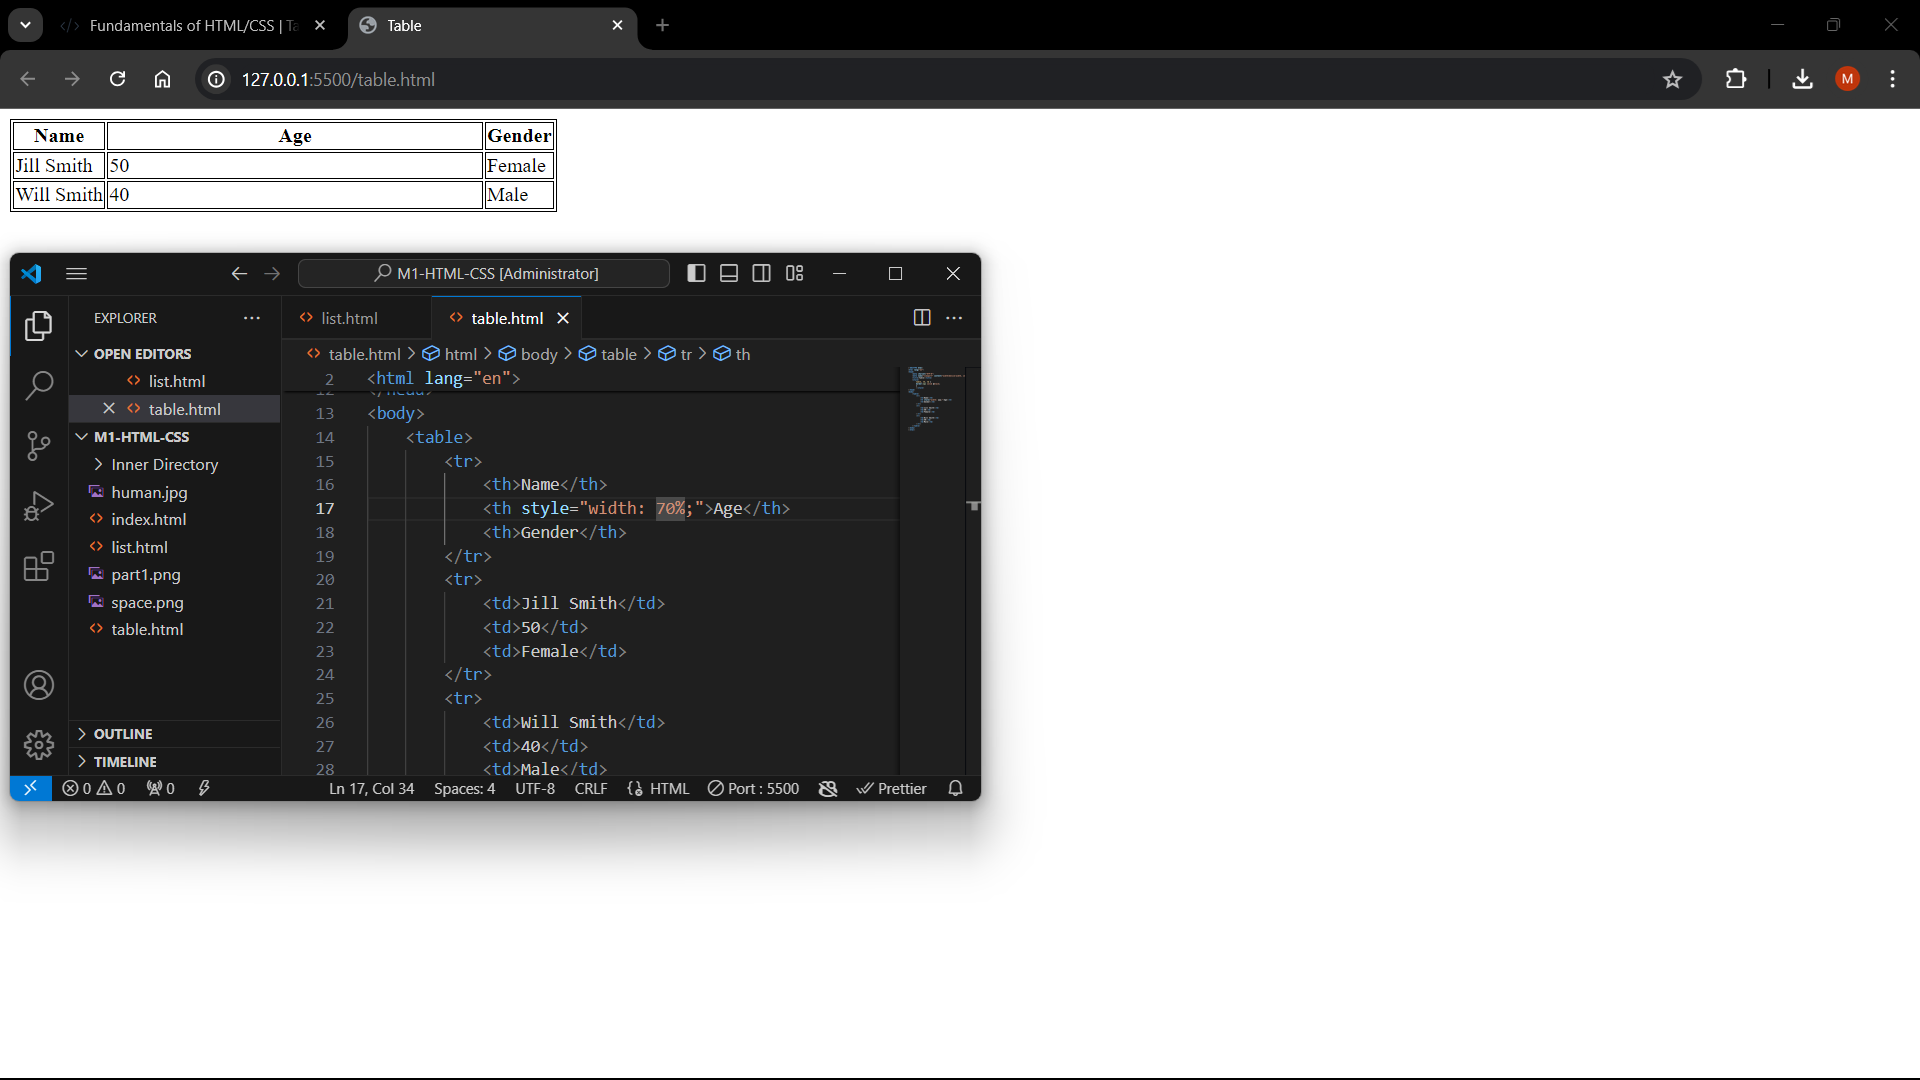 Fundamentals of HTML/CSS | Ta
Table
127.0.0.1:5500/table.html
M
Name Age Gender
Jill Smith 50 Female
Will Smith 40 Male
M1-HTML-CSS [Administrator]
EXPLORER
list.html
table.html
OPEN EDITORS
list.html
table.html
M1-HTML-CSS
Inner Directory
human.jpg
index.html
list.html
part1.png
space.png
table.html
OUTLINE
TIMELINE
table.html > html > body > table > tr > th
2 <html lang="en">
12 </head>
13 <body>
14 <table>
15 <tr>
16 <th>Name</th>
17 <th style="width: 70%;">Age</th>
18 <th>Gender</th>
19 </tr>
20 <tr>
21 <td>Jill Smith</td>
22 <td>50</td>
23 <td>Female</td>
24 </tr>
25 <tr>
26 <td>Will Smith</td>
27 <td>40</td>
28 <td>Male</td>
0 0 0 Ln 17, Col 34 Spaces: 4 UTF-8 CRLF HTML Port : 5500 Prettier